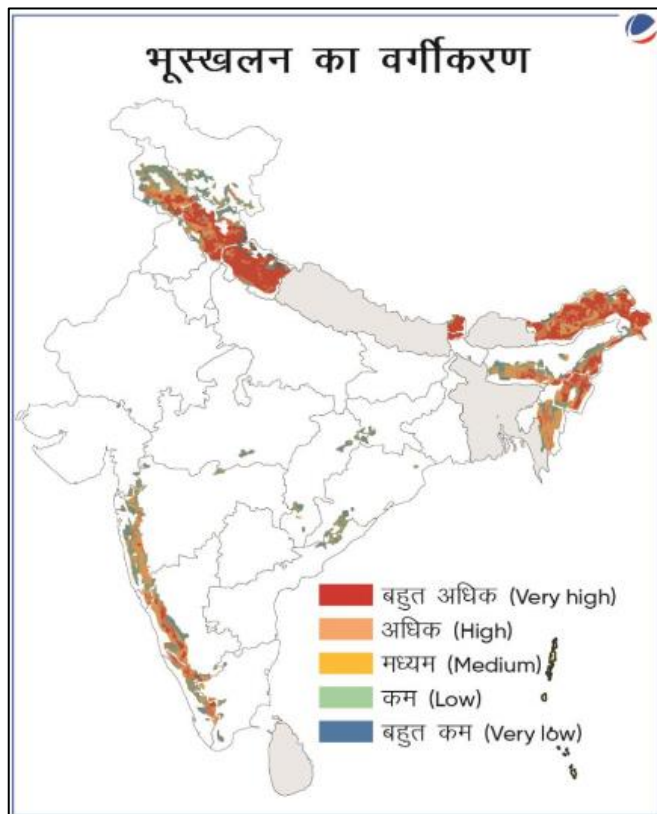 भूस्खलन का वर्गीकरण
बहुत अधिक (Very high)
अधिक (High)
मध्यम (Medium)
कम (Low)
बहुत कम (Very low)